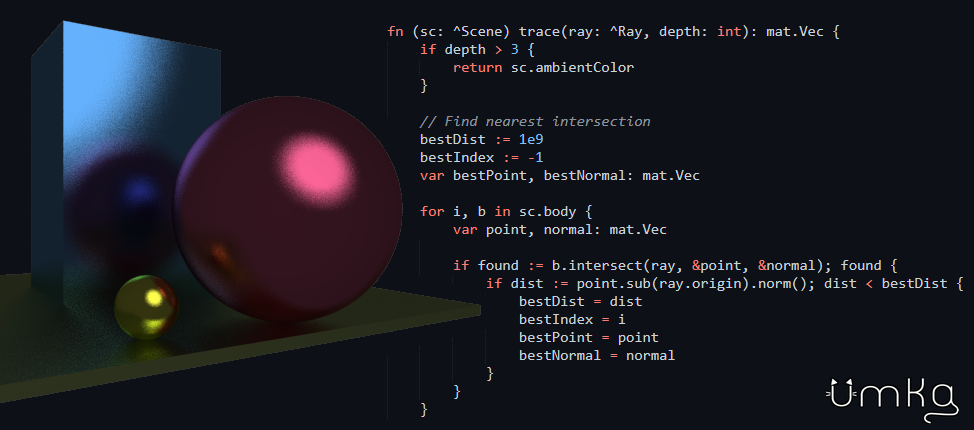 fn (sc: ^Scene) trace(ray: ^Ray, depth: int): mat.Vec {
    if depth > 3 {
        return sc.ambientColor
    }

    // Find nearest intersection
    bestDist := 1e9
    bestIndex := -1
    var bestPoint, bestNormal: mat.Vec

    for i, b in sc.body {
        var point, normal: mat.Vec

        if found := b.intersect(ray, &point, &normal); found {
            if dist := point.sub(ray.origin).norm(); dist < bestDist {
                bestDist = dist
                bestIndex = i
                bestPoint = point
                bestNormal = normal
            }
        }
    }
Umka